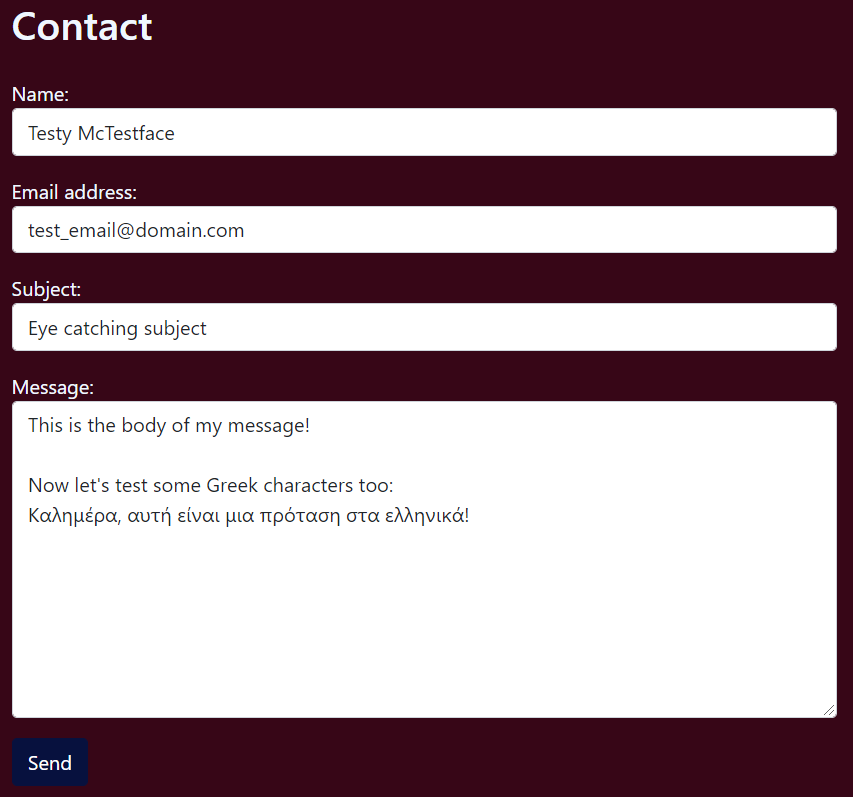 Contact
Name:
Testy McTestface
Email address:
test_email@domain.com
Subject:
Eye catching subject
Message:
This is the body of my message!
Now let's test some Greek characters too:
Καλημέρα, αυτή είναι μια πρόταση στα ελληνικά!
Send